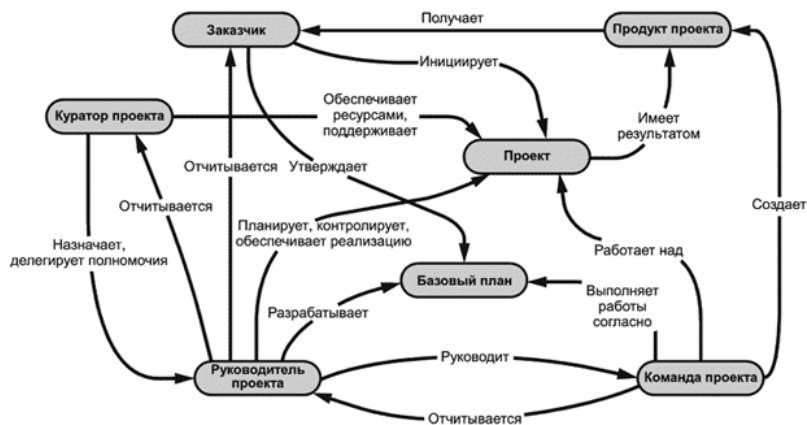 Получает
Заказчик
Продукт проекта
Инициирует
Обеспечивает
ресурсами,
поддерживает
Куратор проекта
Имеет
результатом
Проект
Отчитывается
Утверждает
Отчитывается
Создает
Планирует, контролирует,
обеспечивает реализацию
Назначает,
делегирует полномочия
Работает над
Базовый план
Выполняет
работы
согласно
Разрабатывает
Руководитель
проекта
Руководит
Команда проекта
Отчитывается